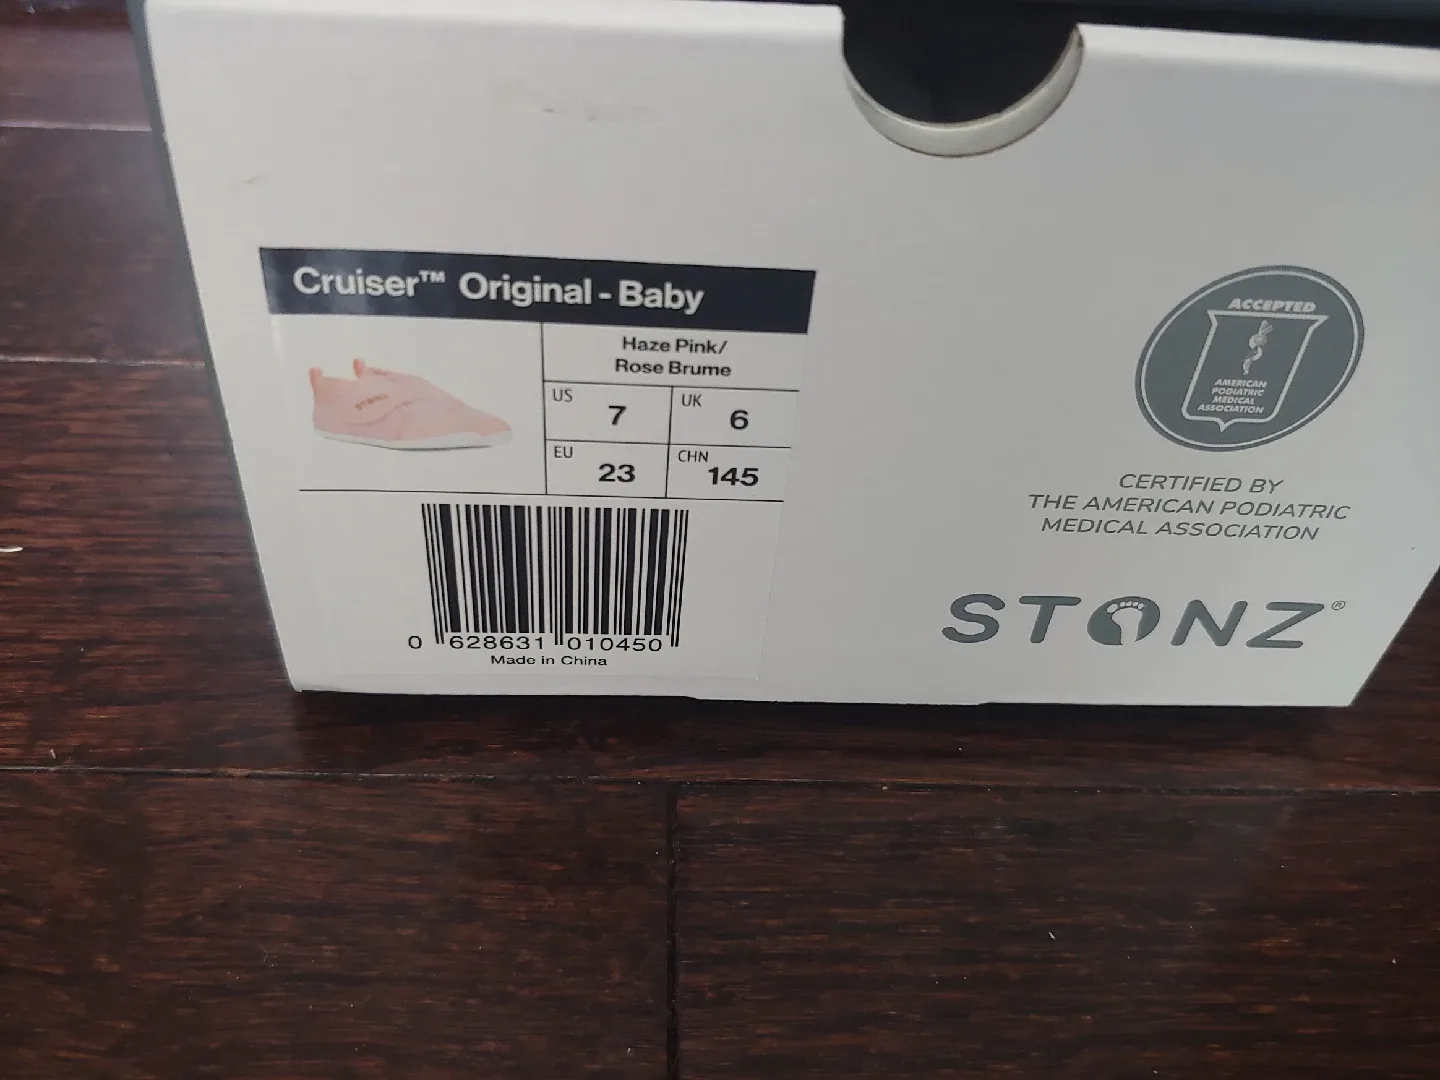 Cruiser™ Original - Baby
STONZ
Haze Pink/
Rose Brume
US 7
UK 6
EU 23
CHN 145
0 628631 010450
Made in China
ACCEPTED
AMERICAN
PODIATRIC
MEDICAL
ASSOCIATION
CERTIFIED BY
THE AMERICAN PODIATRIC
MEDICAL ASSOCIATION
STONZ®